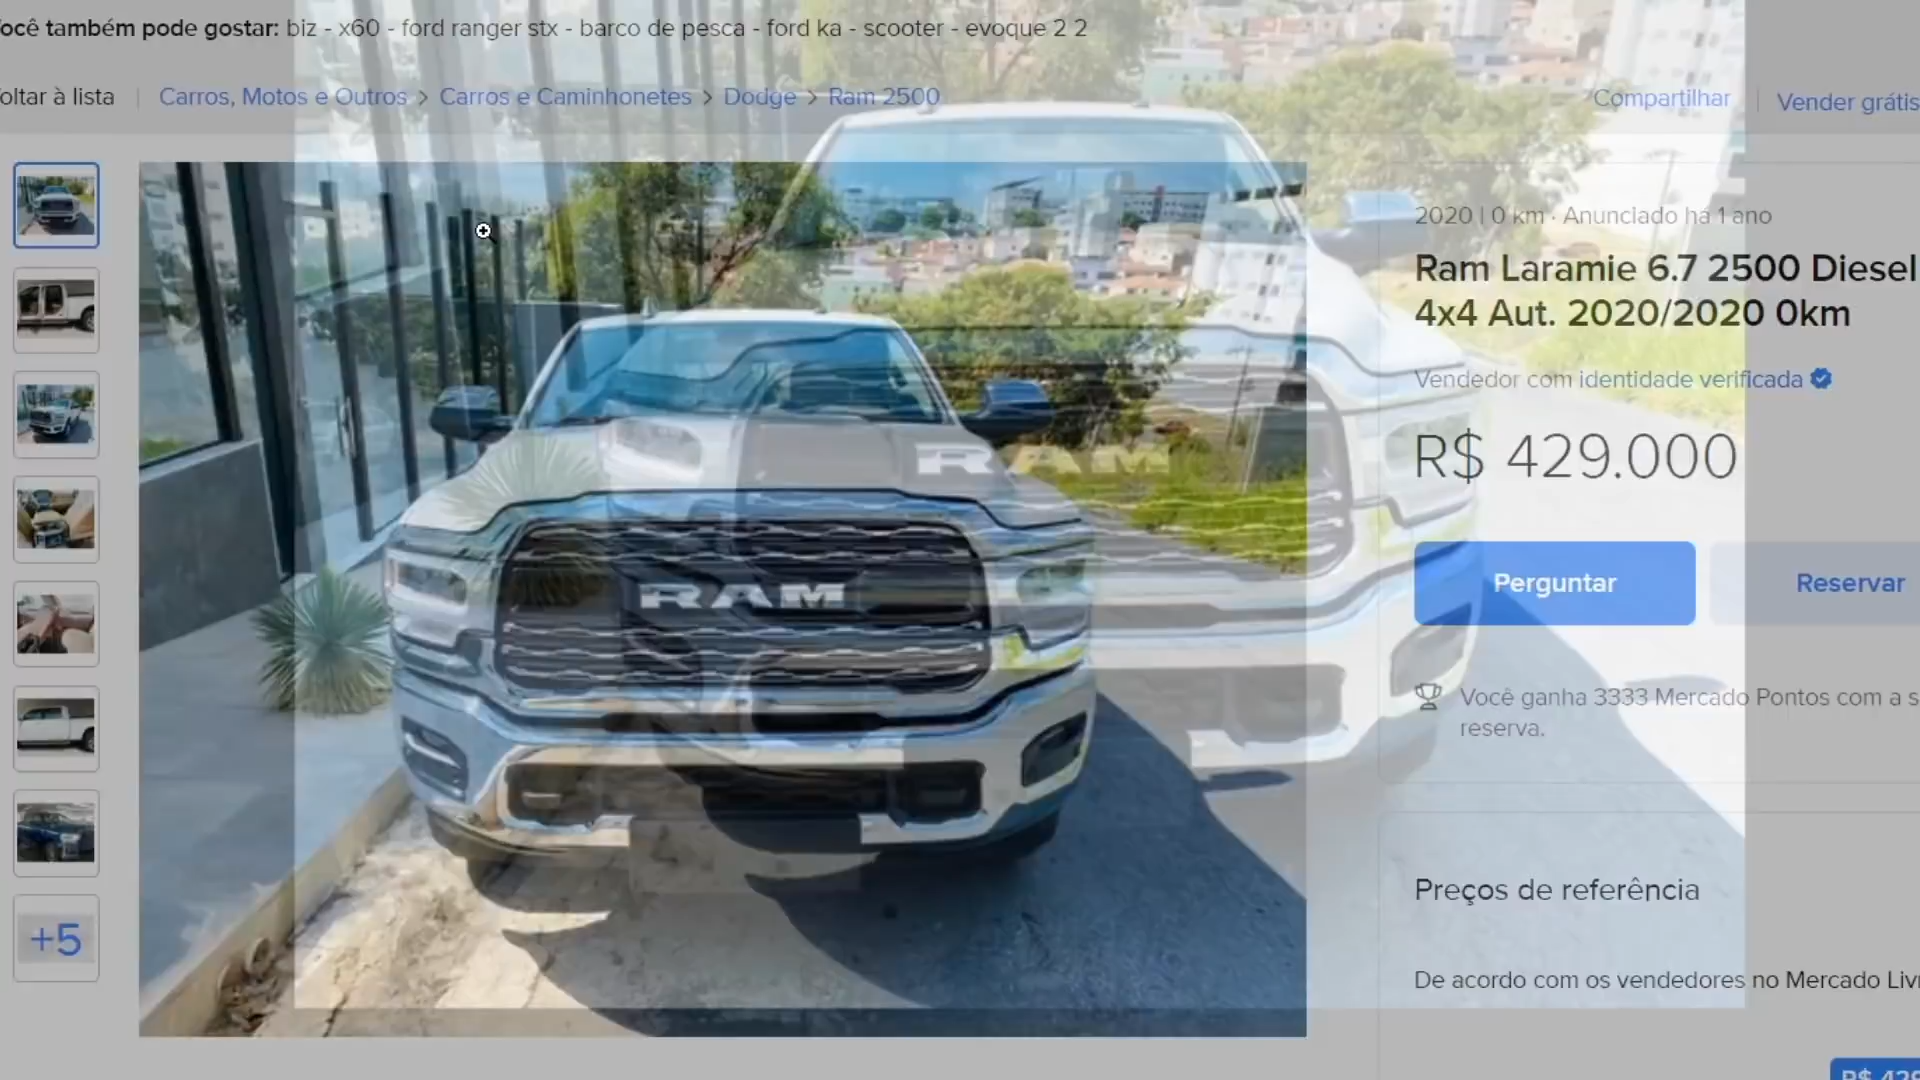 ocê também pode gostar: biz - x60 - ford ranger stx - barco de pesca - ford ka - scooter - evoque 2 2
oltar à lista | Carros, Motos e Outros > Carros e Caminhonetes > Dodge > Ram 2500
Compartilhar | Vender grátis
2020 | 0 km · Anunciado há 1 ano
Ram Laramie 6.7 2500 Diesel
4x4 Aut. 2020/2020 0km
Vendedor com identidade verificada
R$ 429.000
RAM
RAM
Perguntar
Reservar
Você ganha 3333 Mercado Pontos com a s
reserva.
Preços de referência
+5
De acordo com os vendedores no Mercado Liv